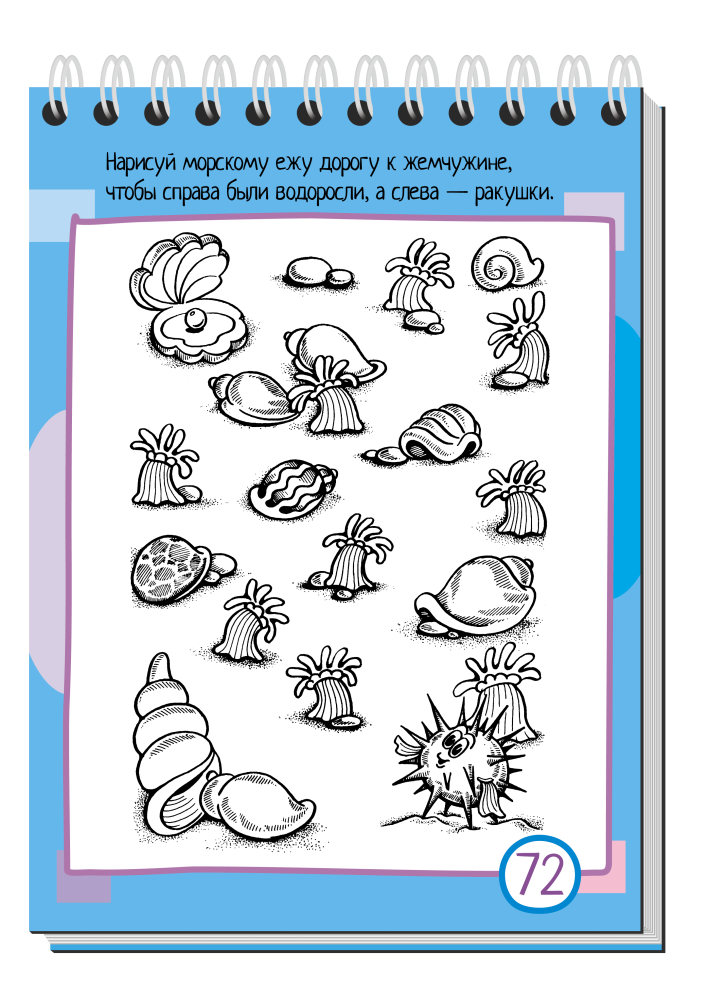 Нарисуй морскому ежу дорогу к жемчужине,
чтобы справа были водоросли, а слева — ракушки.
72